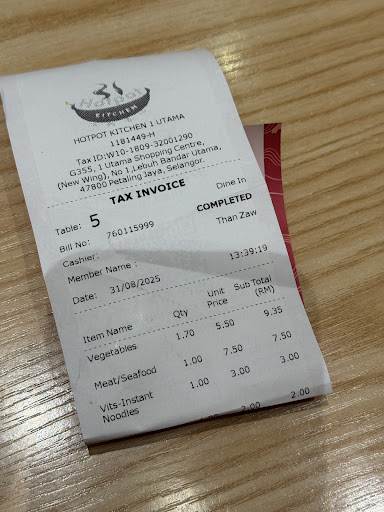 Hotpot
KITCHEN
HOTPOT KITCHEN 1 UTAMA
1181449-H
Tax ID:W10-1809-32001290
G355, 1 Utama Shopping Centre,
(New Wing), No 1.Lebuh Bandar Utama,
47800 Petaling Jaya, Selangor.
TAX INVOICE
Table: 5 Dine In
Bill No: 760115999 COMPLETED
Cashier: Than Zaw
Member Name :
Date: 31/08/2025 13:39:19
Item Name Qty Unit Price Sub Total (RM)
Vegetables 1.70 5.50 9.35
Meat/Seafood 1.00 7.50 7.50
Vits-Instant Noodles 1.00 3.00 3.00
2.00 2.00